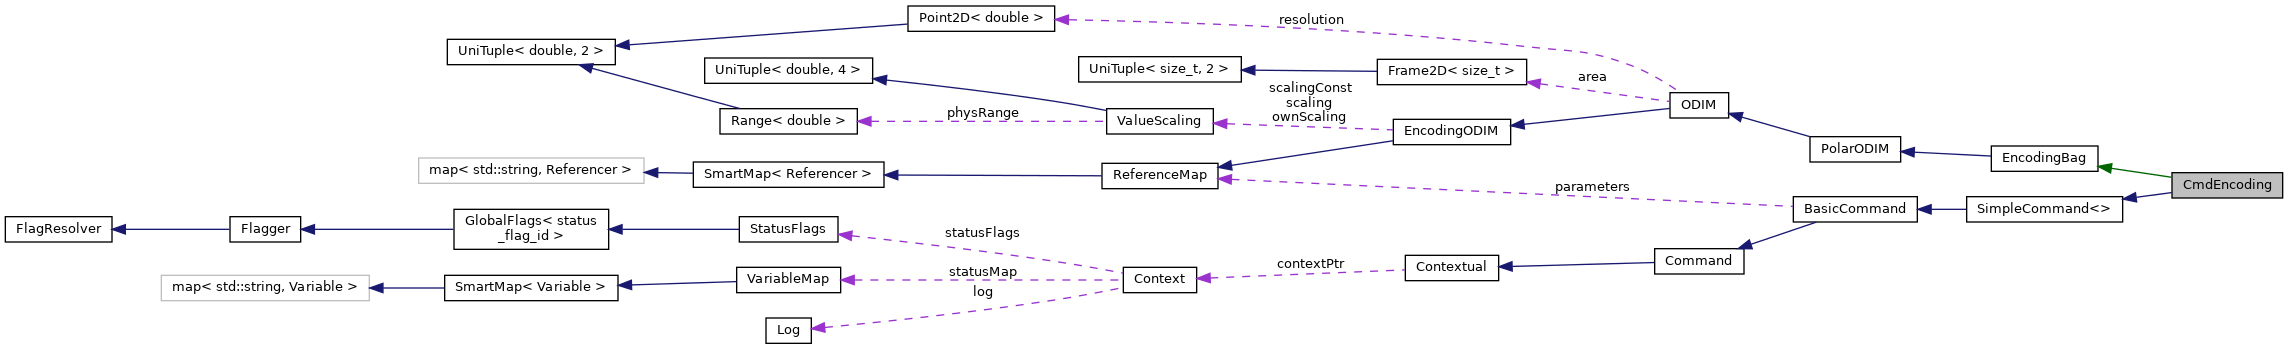 Point2D< double >
resolution
UniTuple< double, 2 >
UniTuple< double, 4 >
UniTuple< size_t, 2 >
Frame2D< size_t >
area
ODIM
scalingConst
scaling
ownScaling
Range< double >
physRange
ValueScaling
EncodingODIM
PolarODIM
EncodingBag
map< std::string, Referencer >
SmartMap< Referencer >
ReferenceMap
parameters
CmdEncoding
BasicCommand
SimpleCommand<>
FlagResolver
Flagger
GlobalFlags< status
_flag_id >
StatusFlags
statusFlags
contextPtr
Contextual
Command
map< std::string, Variable >
SmartMap< Variable >
VariableMap
statusMap
Context
log
Log